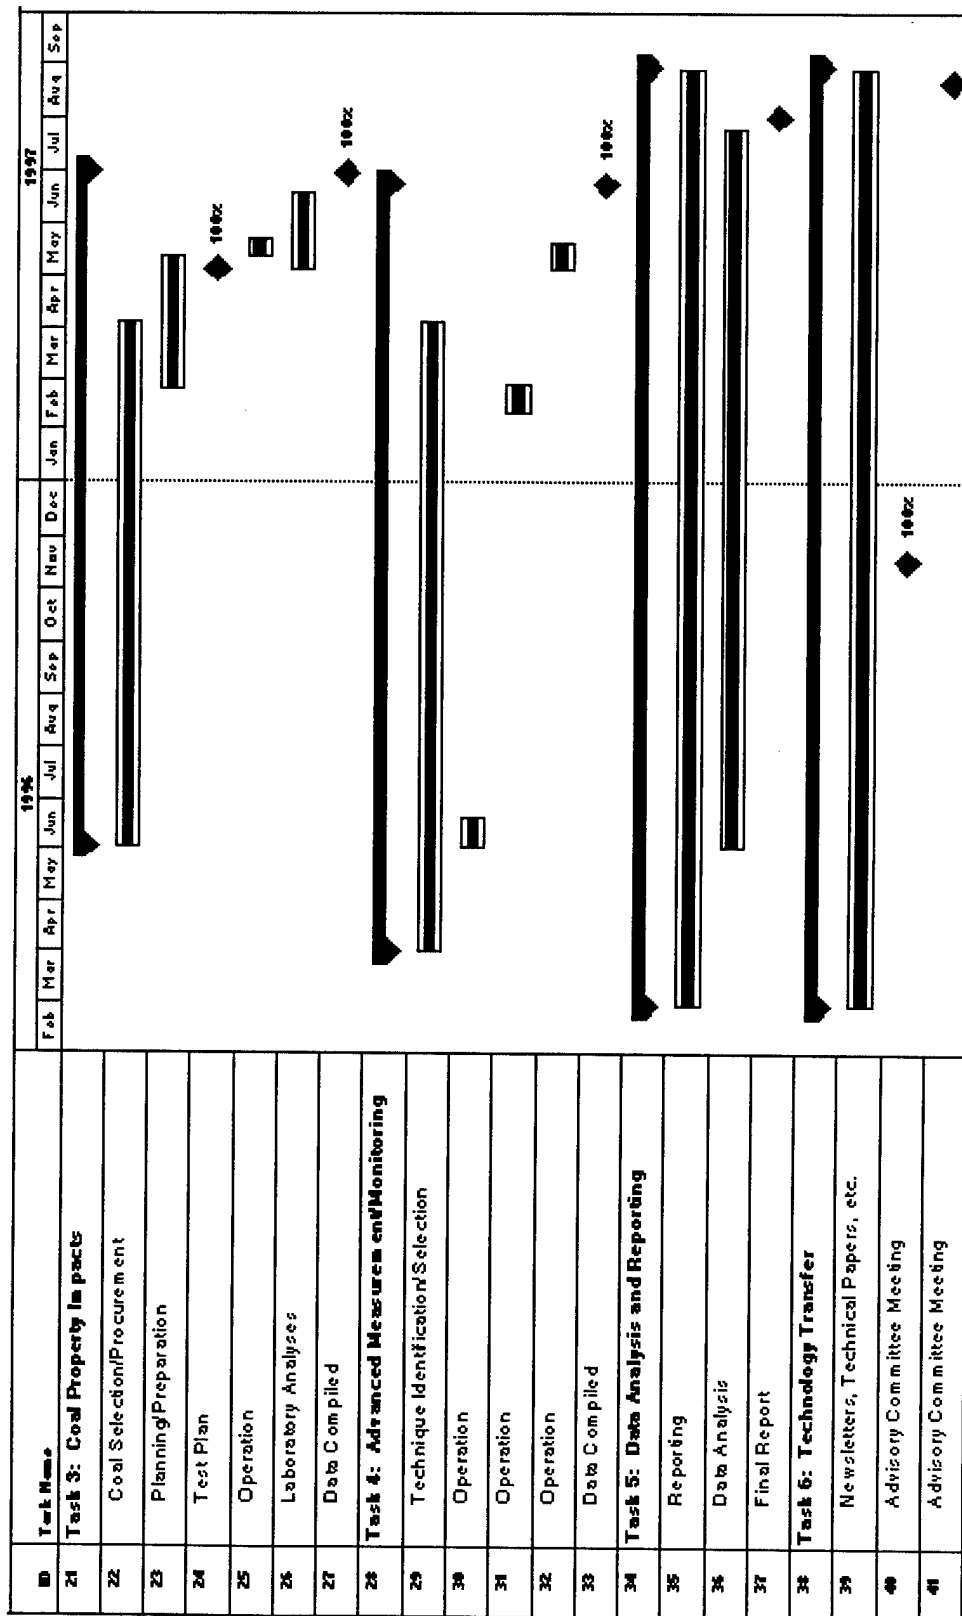 ID Task Name 1996 1997
Feb Mar Apr May Jun Jul Aug Sep Oct Nov Dec Jan Feb Mar Apr May Jun Jul Aug Sep
21 Task 3: Coal Property Impacts
22 Coal Selection/Procurement
23 Planning/Preparation
24 Test Plan 100%
25 Operation
26 Laboratory Analyses
27 Data Compiled 100%
28 Task 4: Advanced Measurement/Monitoring
29 Technique Identification/Selection
30 Operation
31 Operation
32 Operation
33 Data Compiled 100%
34 Task 5: Data Analysis and Reporting
35 Reporting
36 Data Analysis
37 Final Report
38 Task 6: Technology Transfer
39 Newsletters, Technical Papers, etc.
40 Advisory Committee Meeting 100%
41 Advisory Committee Meeting